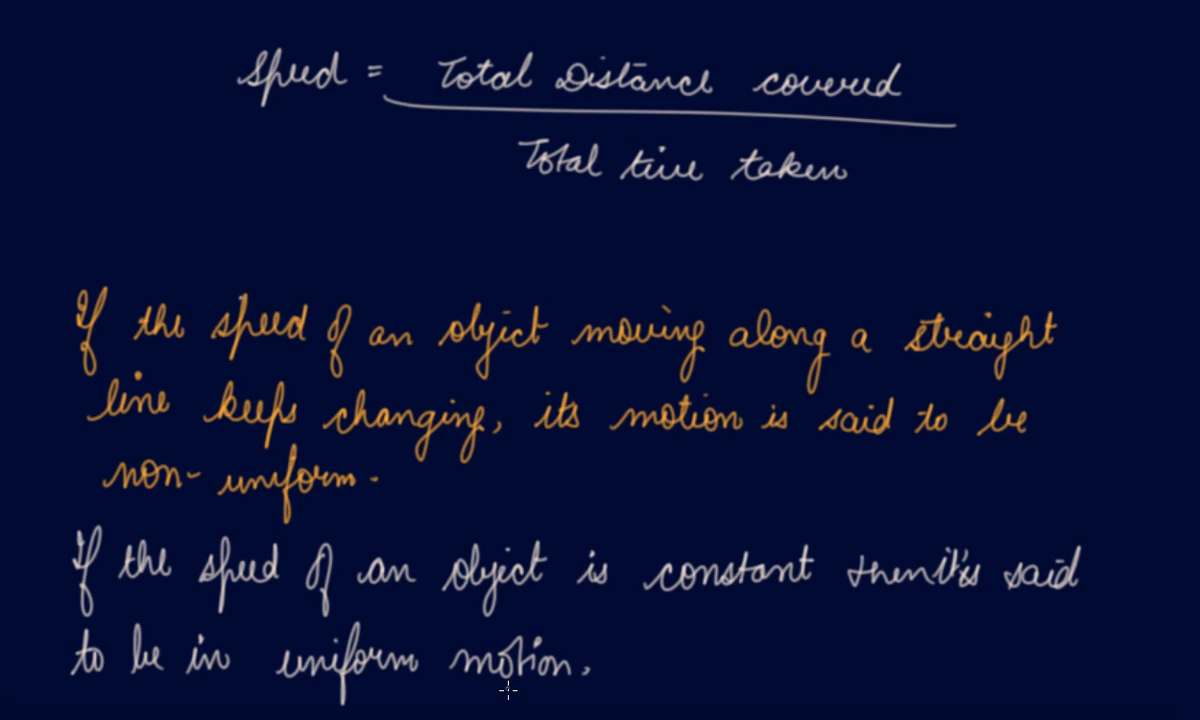 Speed = Total Distance covered
Total time taken
If the speed of an object moving along a straight
line keeps changing, its motion is said to be
non-uniform.
If the speed of an object is constant then it's said
to be in uniform motion.